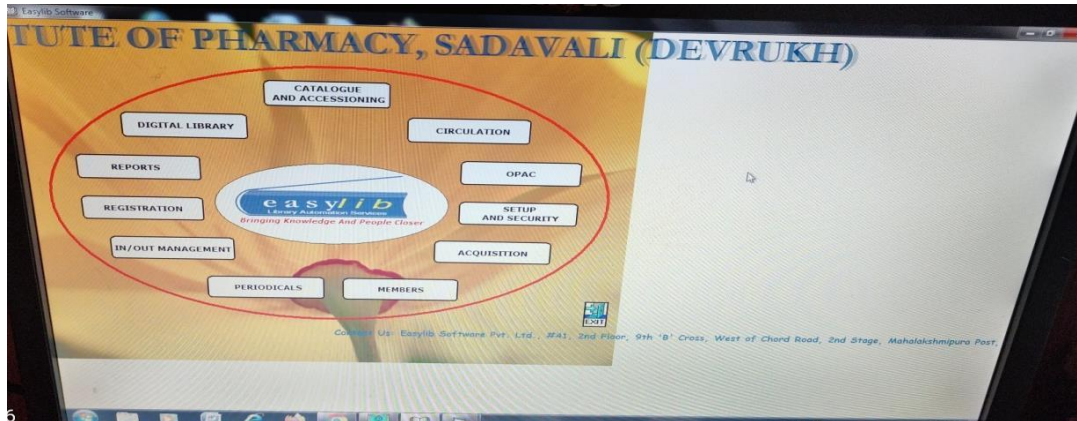 Easylib Software
TUTE OF PHARMACY, SADAVALI (DEVRUKH)
CATALOGUE
AND ACCESSIONING
DIGITAL LIBRARY
CIRCULATION
REPORTS
OPAC
REGISTRATION
SETUP
AND SECURITY
easylib
Library Automation Services
Bringing Knowledge And People Closer
IN/OUT MANAGEMENT
ACQUISITION
PERIODICALS
MEMBERS
EXIT
Contact Us- Easylib Software Pvt. Ltd., #41, 2nd Floor, 9th 'B' Cross, West of Chord Road, 2nd Stage, Mahalakshmipura Post,
6